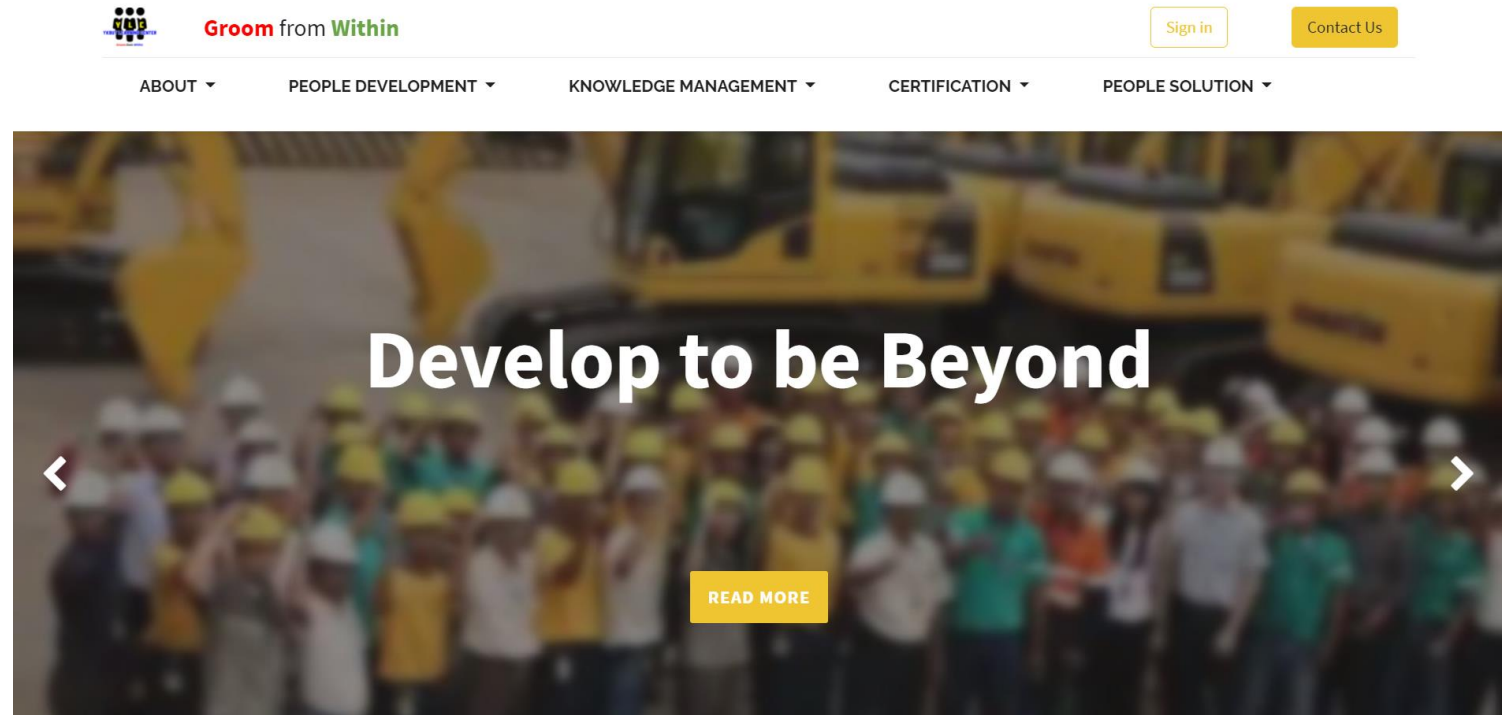 YLC
Groom from Within
Sign in
Contact Us
ABOUT
PEOPLE DEVELOPMENT
KNOWLEDGE MANAGEMENT
CERTIFICATION
PEOPLE SOLUTION
Develop to be Beyond
READ MORE